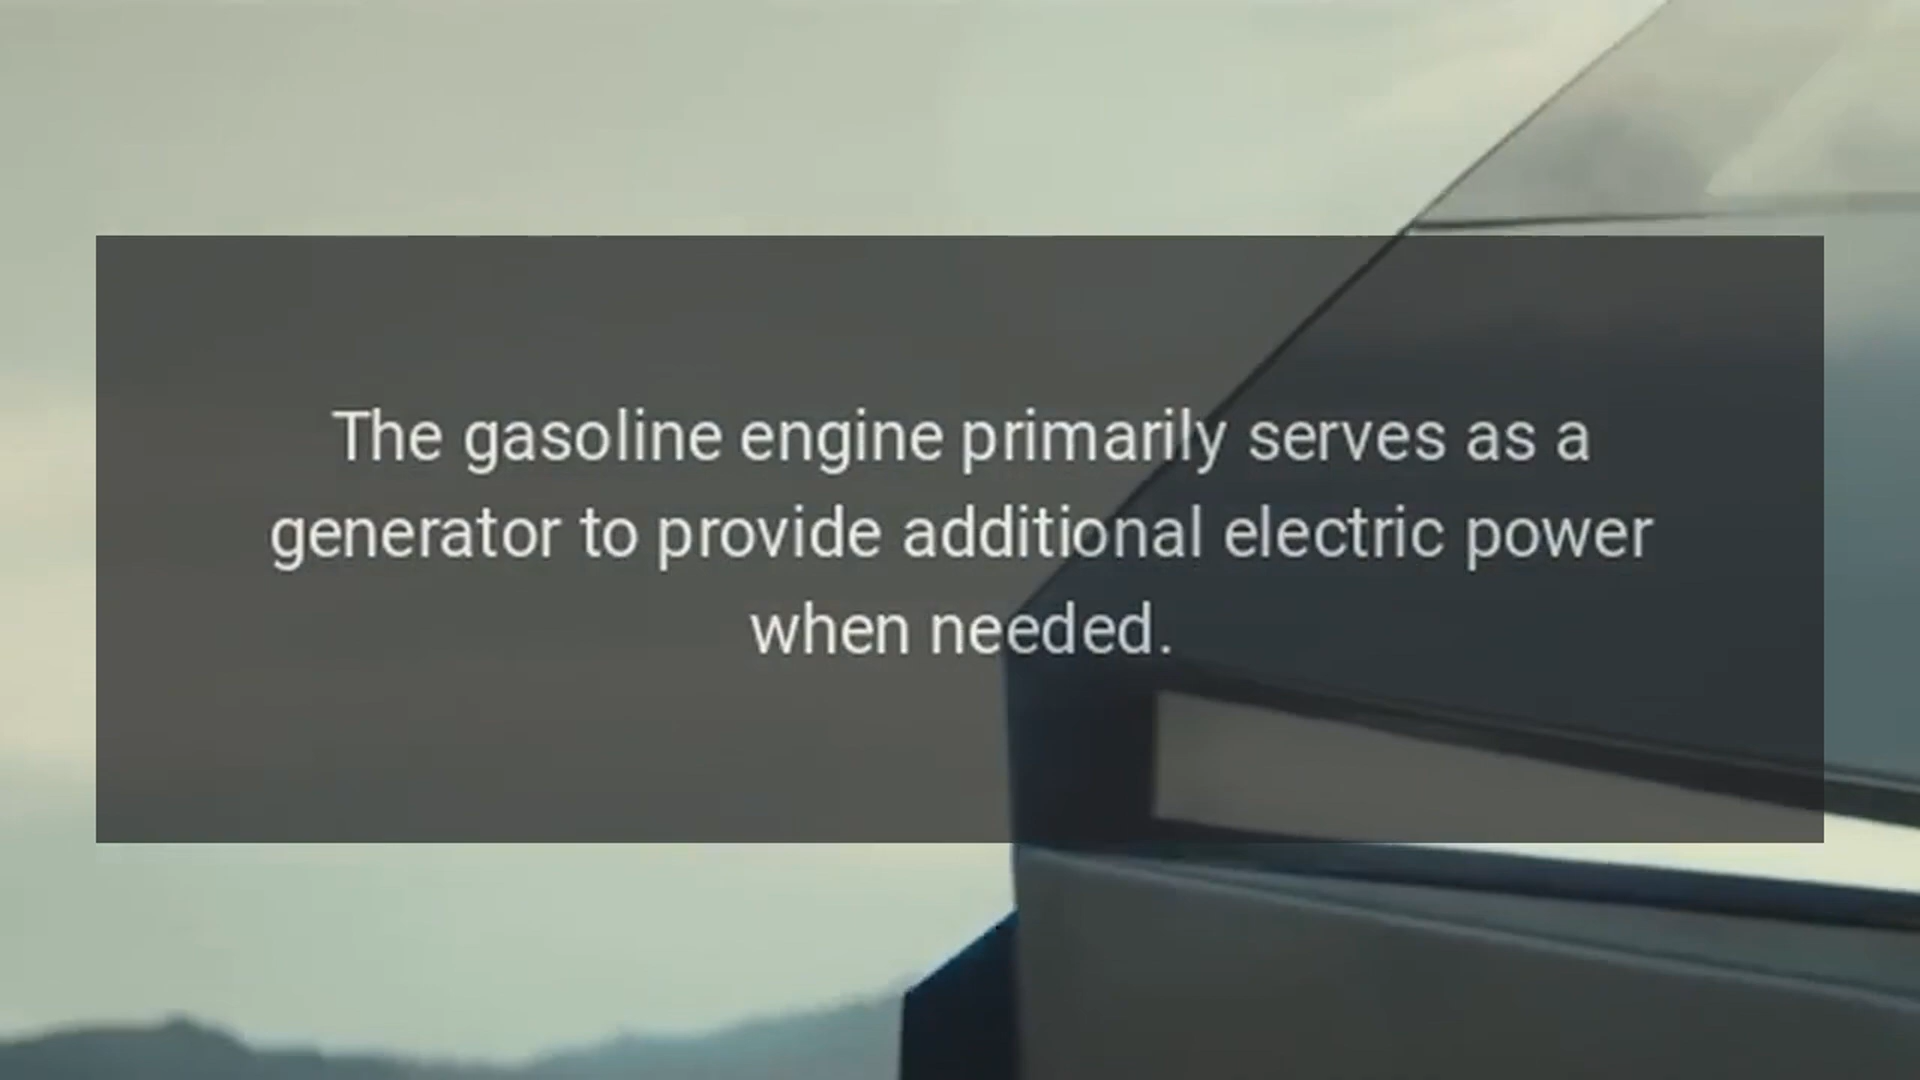 The gasoline engine primarily serves as a
generator to provide additional electric power
when needed.